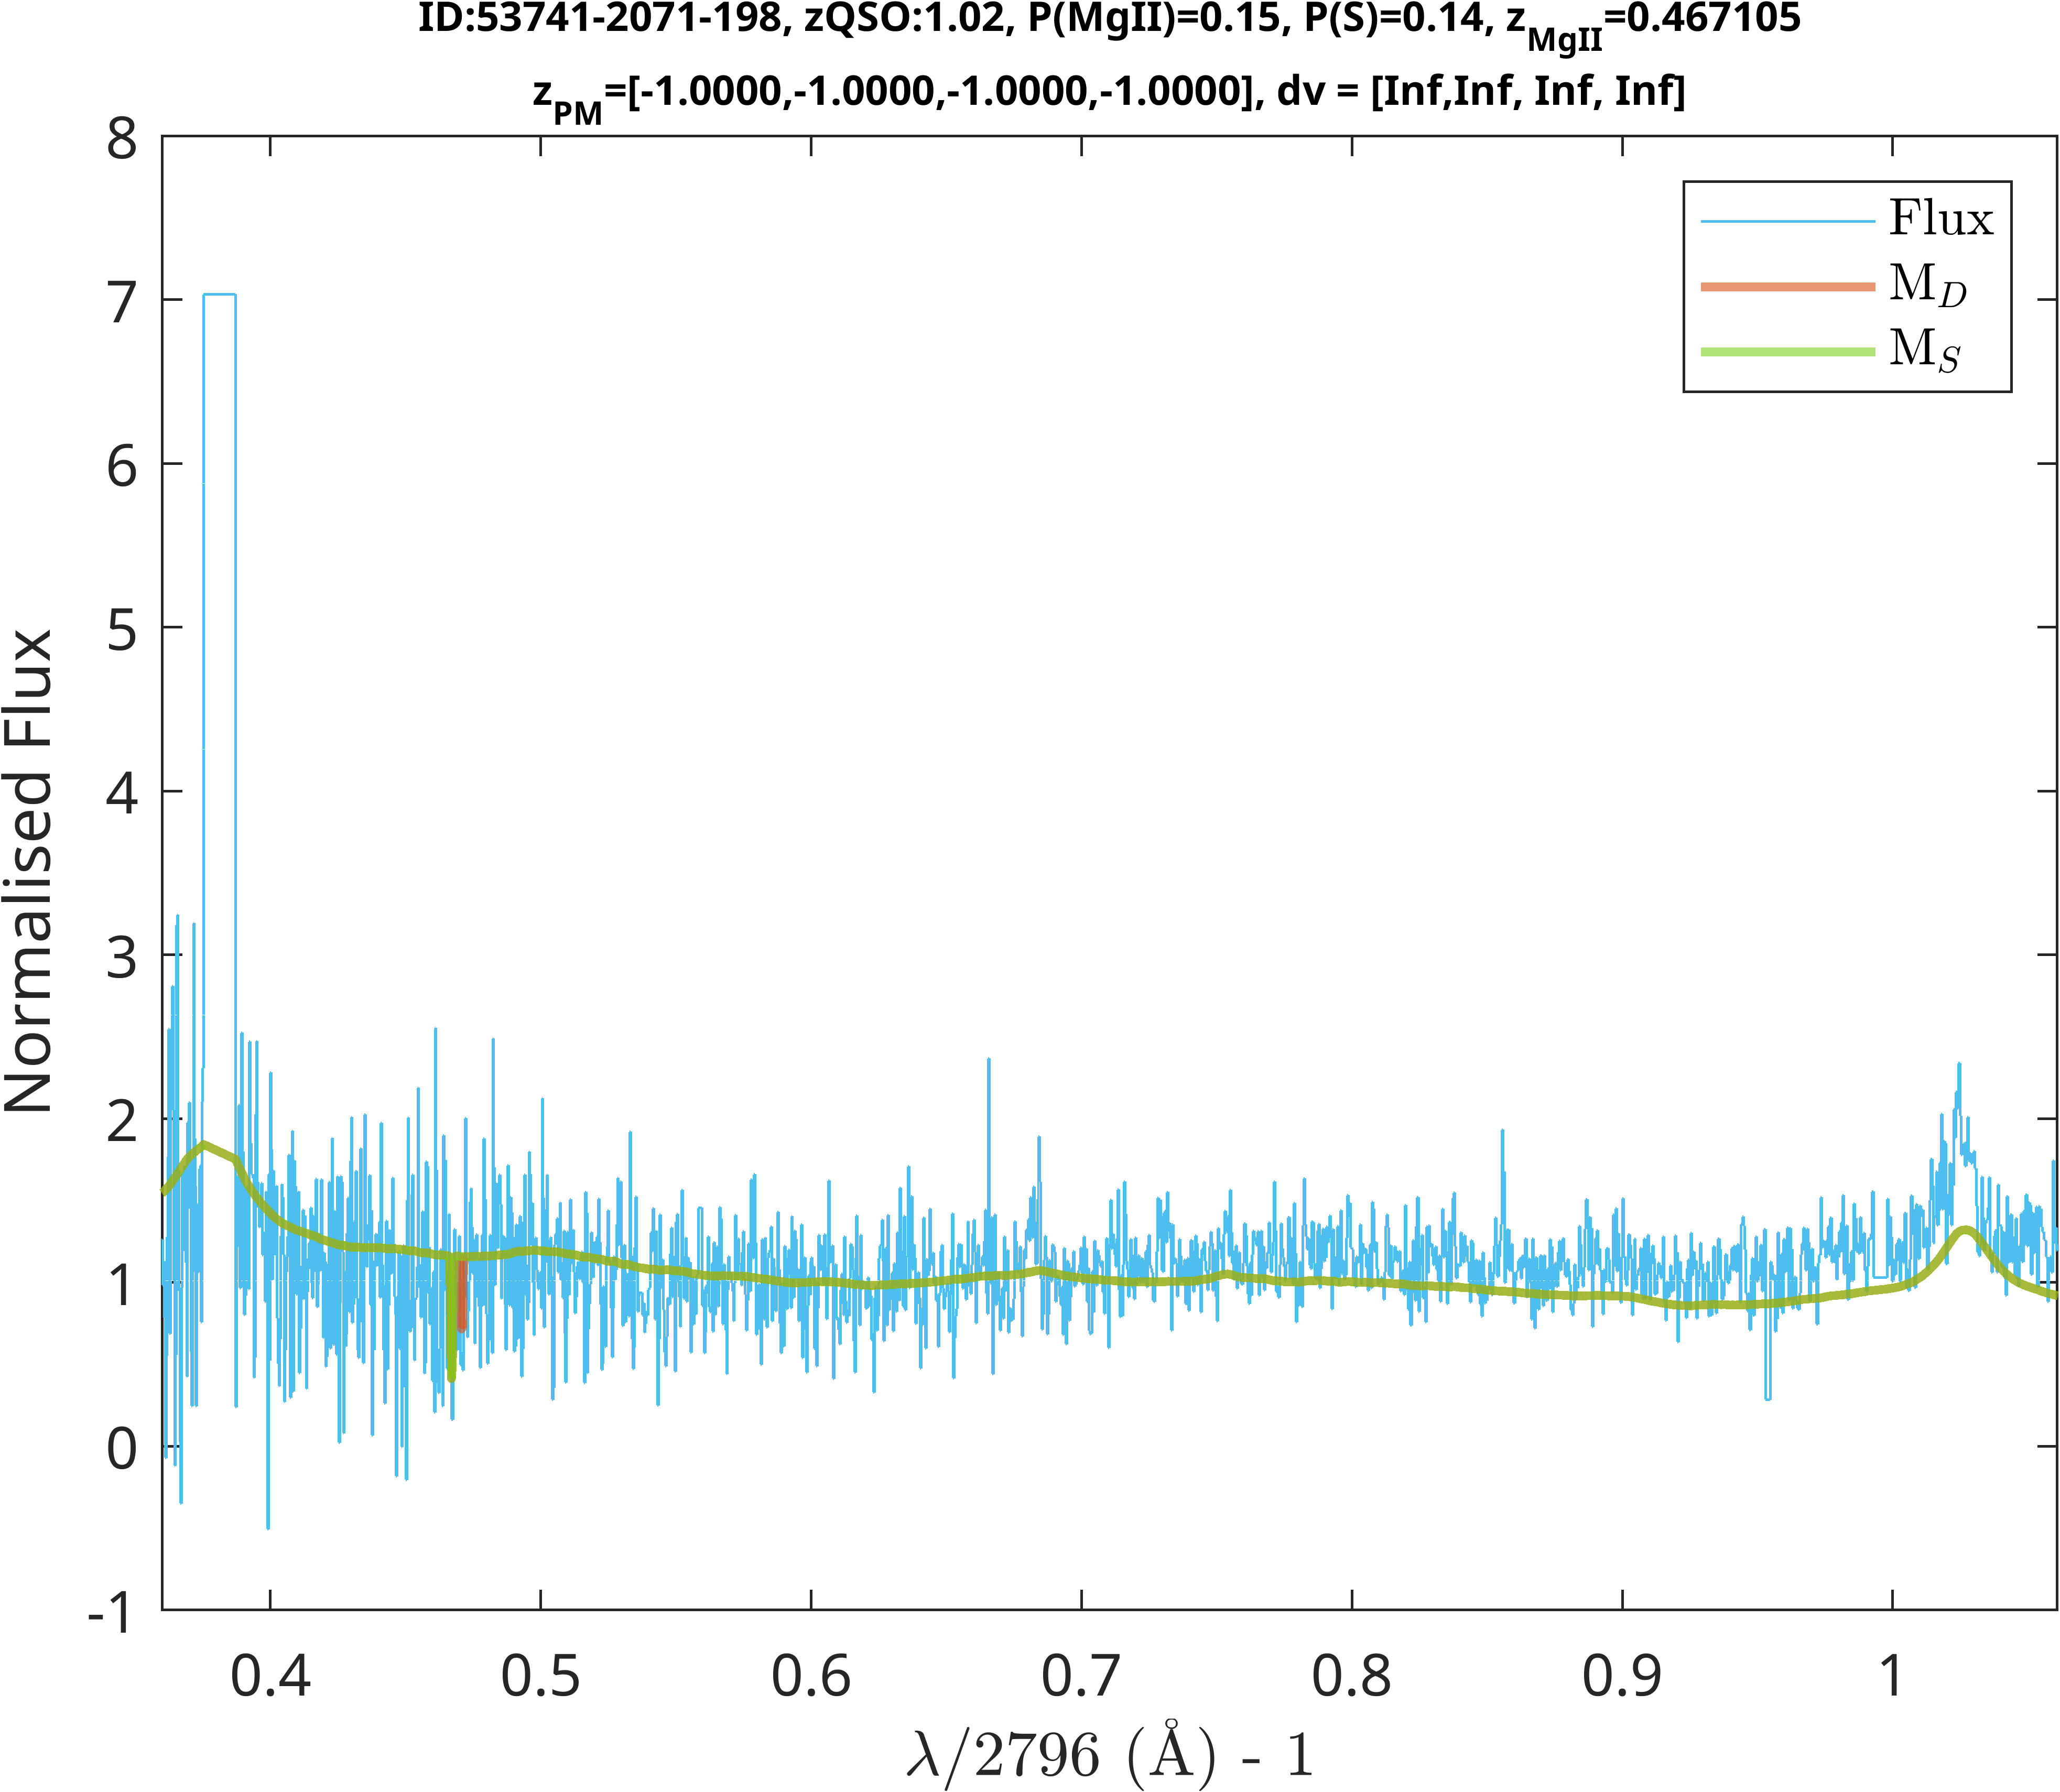 ID:53741-2071-198, zQSO:1.02, P(MgII)=0.15, P(S)=0.14, zMgII=0.467105
zPM=[-1.0000,-1.0000,-1.0000,-1.0000], dv = [Inf,Inf, Inf, Inf]
8
7
6
5
4
3
2
1
0
-1
Normalised Flux
Flux
MD
MS
0.4 0.5 0.6 0.7 0.8 0.9 1
λ/2796 (Å) - 1